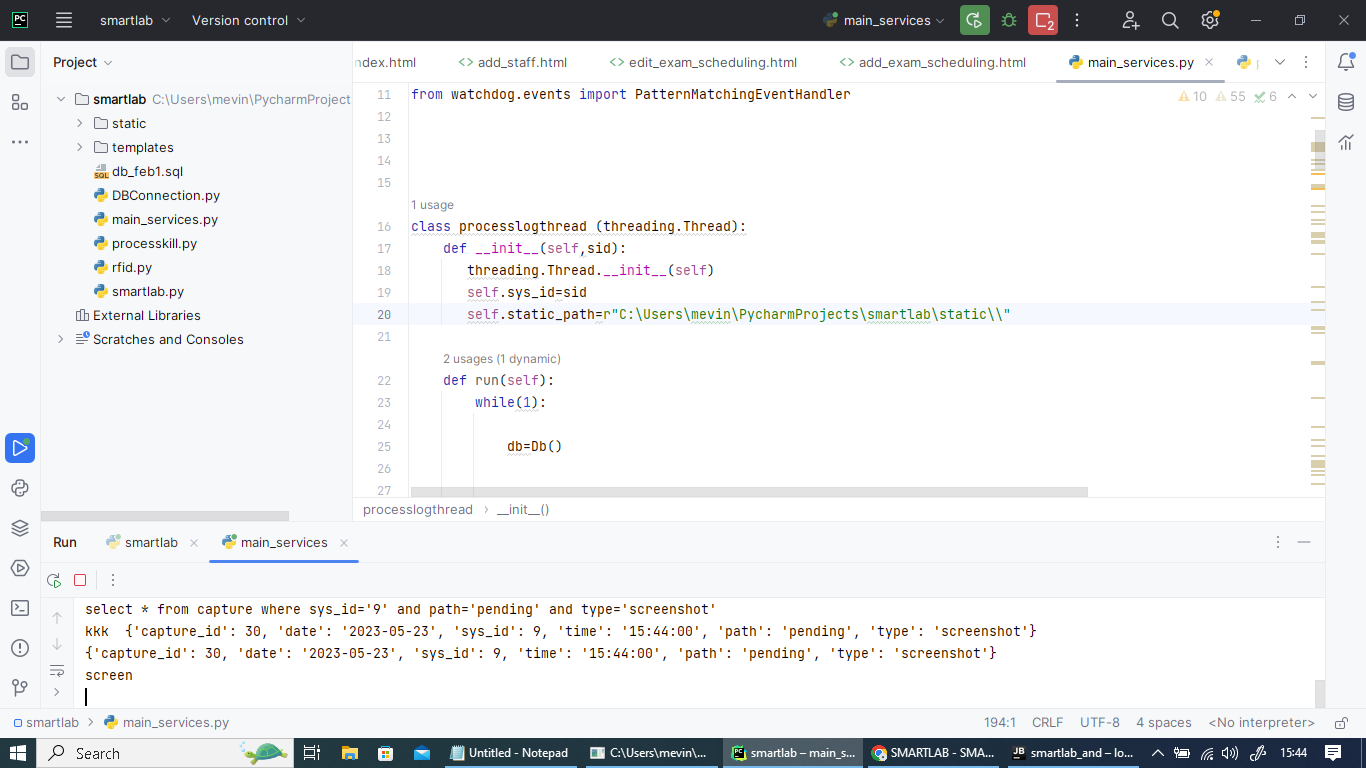 PC
smartlab
Version control
main_services
2
Project
ndex.html
add_staff.html
edit_exam_scheduling.html
add_exam_scheduling.html
main_services.py
smartlab C:\Users\mevin\PycharmProject
static
templates
SQL db_feb1.sql
DBConnection.py
main_services.py
processkill.py
rfid.py
smartlab.py
External Libraries
Scratches and Consoles
10 55 6
11 from watchdog.events import PatternMatchingEventHandler
12
13
14
15
1 usage
16 class processlogthread (threading.Thread):
17 def __init__(self,sid):
18 threading.Thread.__init__(self)
19 self.sys_id=sid
20 self.static_path=r"C:\Users\mevin\PycharmProjects\smartlab\static\\"
21
2 usages (1 dynamic)
22 def run(self):
23 while(1):
24
25 db=Db()
26
27
processlogthread › __init__()
Run
smartlab
main_services
select * from capture where sys_id='9' and path='pending' and type='screenshot'
kkk  {'capture_id': 30, 'date': '2023-05-23', 'sys_id': 9, 'time': '15:44:00', 'path': 'pending', 'type': 'screenshot'}
{'capture_id': 30, 'date': '2023-05-23', 'sys_id': 9, 'time': '15:44:00', 'path': 'pending', 'type': 'screenshot'}
screen
smartlab › main_services.py
194:1 CRLF UTF-8 4 spaces <No interpreter>
Search
Untitled - Notepad
C:\Users\mevin\...
PC smartlab – main_s...
SMARTLAB - SMA...
JB smartlab_and – lo...
15:44